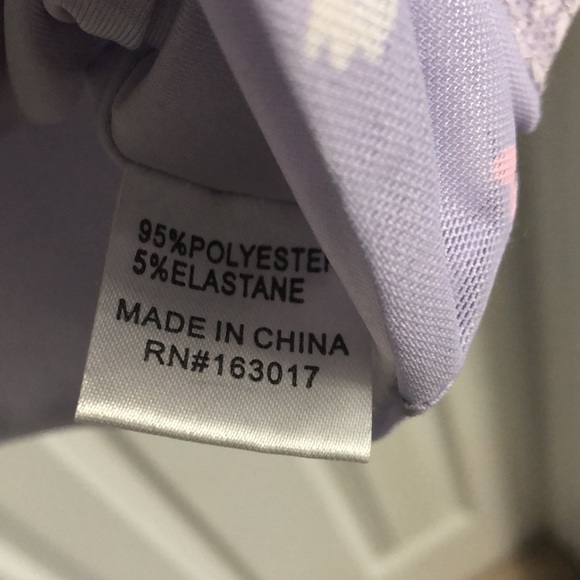 95%POLYESTER
5%ELASTANE
MADE IN CHINA
RN#163017